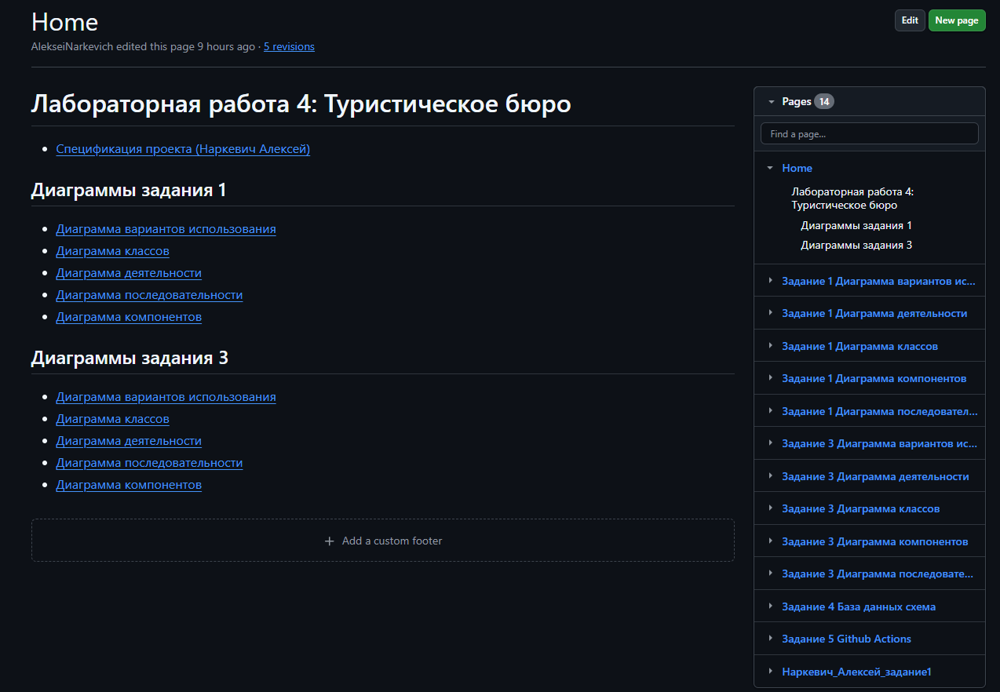 Home
Edit
New page
AlekseiNarkevich edited this page 9 hours ago · 5 revisions
Лабораторная работа 4: Туристическое бюро
Спецификация проекта (Наркевич Алексей)
Диаграммы задания 1
Диаграмма вариантов использования
Диаграмма классов
Диаграмма деятельности
Диаграмма последовательности
Диаграмма компонентов
Диаграммы задания 3
Диаграмма вариантов использования
Диаграмма классов
Диаграмма деятельности
Диаграмма последовательности
Диаграмма компонентов
Add a custom footer
Pages 14
Find a page...
Home
Лабораторная работа 4:
Туристическое бюро
Диаграммы задания 1
Диаграммы задания 3
Задание 1 Диаграмма вариантов ис...
Задание 1 Диаграмма деятельности
Задание 1 Диаграмма классов
Задание 1 Диаграмма компонентов
Задание 1 Диаграмма последовател...
Задание 3 Диаграмма вариантов ис...
Задание 3 Диаграмма деятельности
Задание 3 Диаграмма классов
Задание 3 Диаграмма компонентов
Задание 3 Диаграмма последовате...
Задание 4 База данных схема
Задание 5 Github Actions
Наркевич_Алексей_задание1